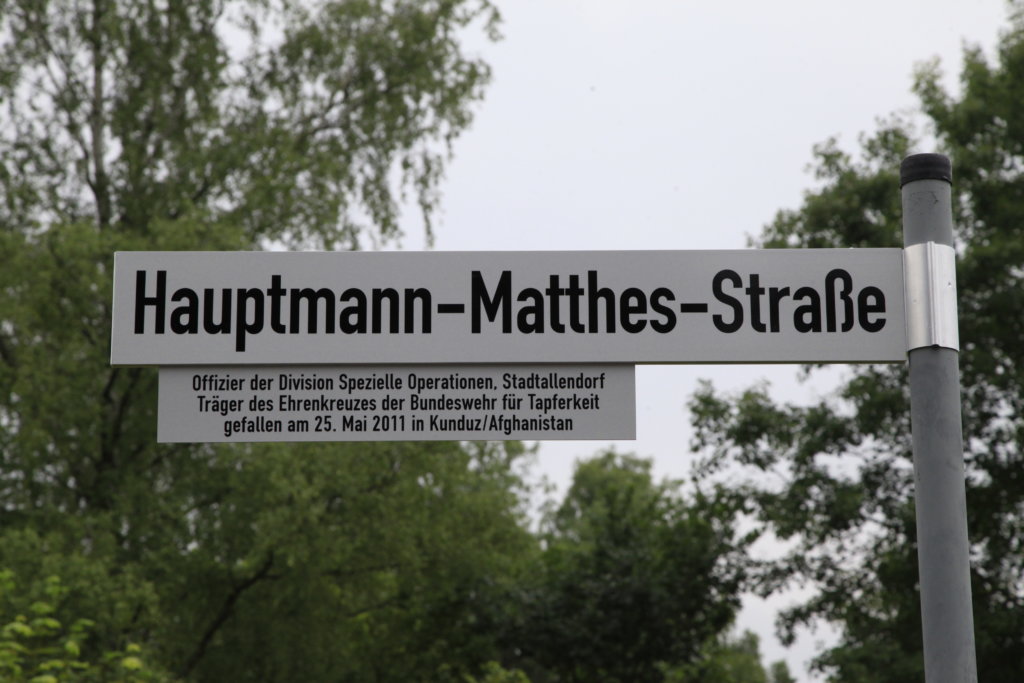 Hauptmann-Matthes-Straße
Offizier der Division Spezielle Operationen, Stadtallendorf
Träger des Ehrenkreuzes der Bundeswehr für Tapferkeit
gefallen am 25. Mai 2011 in Kunduz/Afghanistan